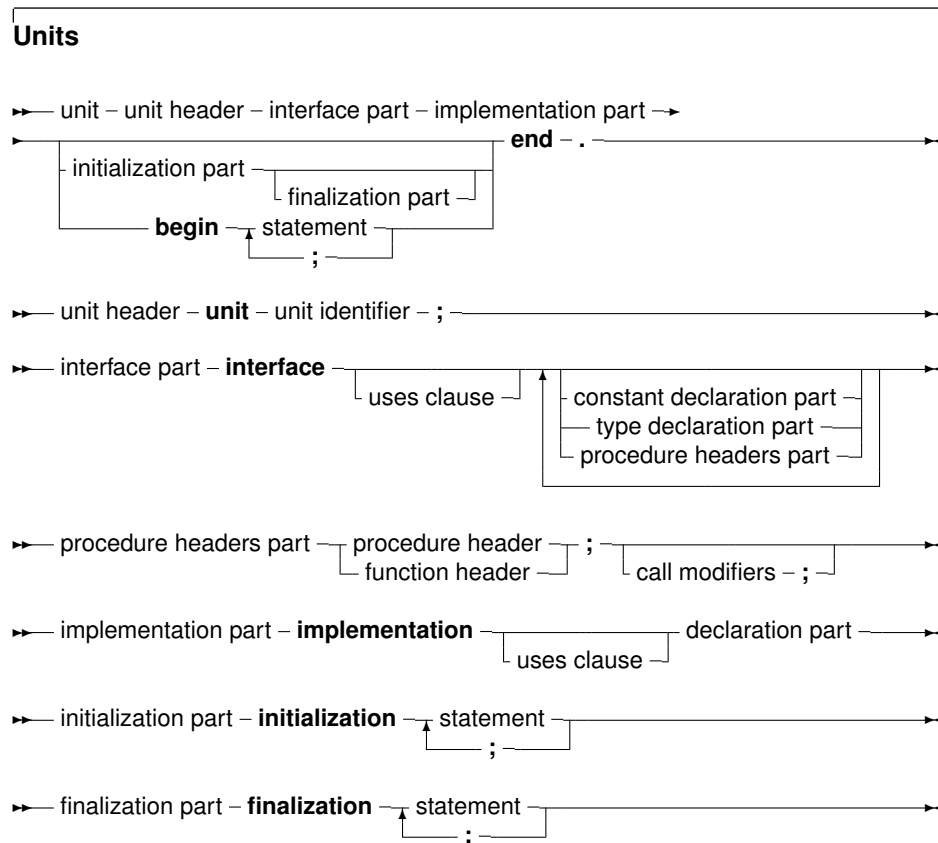 Units
unit – unit header – interface part – implementation part
end – .
initialization part
finalization part
begin statement
;
unit header – unit – unit identifier – ;
interface part – interface
uses clause constant declaration part
type declaration part
procedure headers part
procedure headers part procedure header ;
function header call modifiers – ;
implementation part – implementation declaration part
uses clause
initialization part – initialization statement
;
finalization part – finalization statement
;